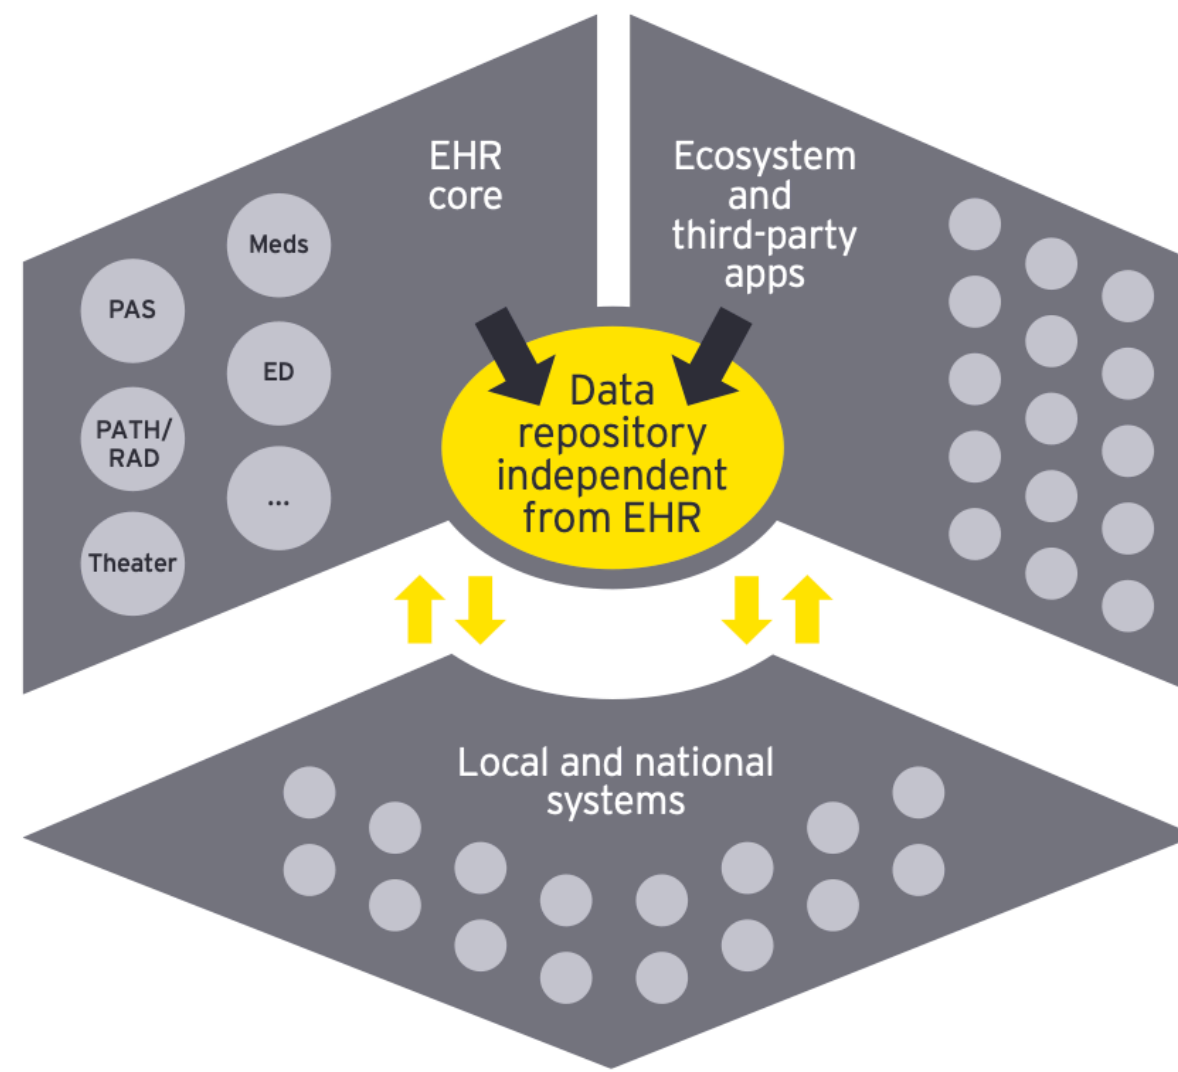 EHR
core
Ecosystem
and
third-party
apps
Meds
PAS
ED
PATH/
RAD
...
Theater
Data
repository
independent
from EHR
Local and national
systems